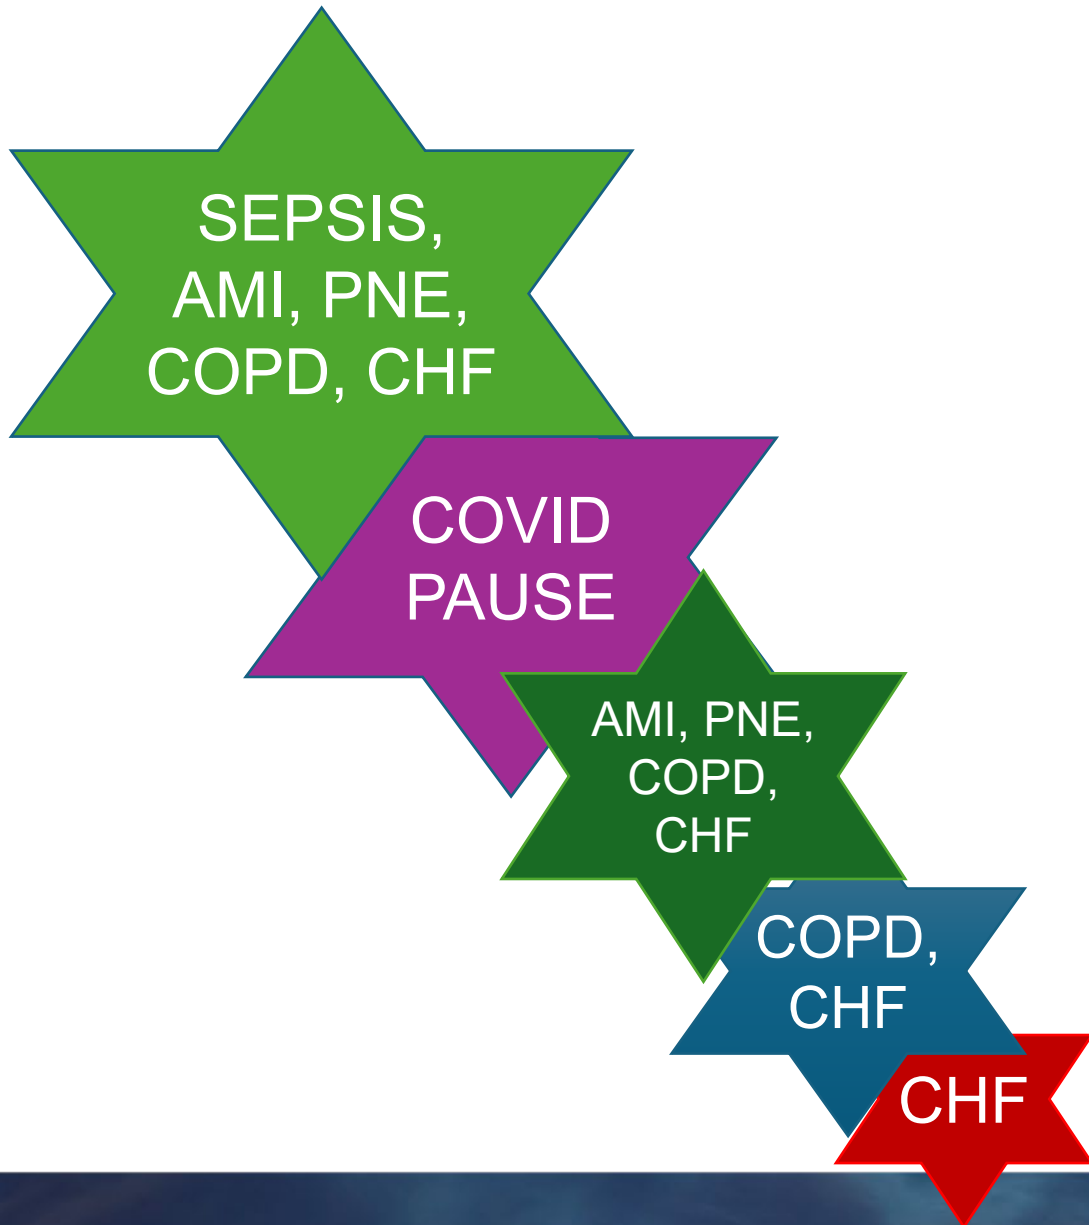 SEPSIS,
AMI, PNE,
COPD, CHF
COVID
PAUSE
AMI, PNE,
COPD,
CHF
COPD,
CHF
CHF